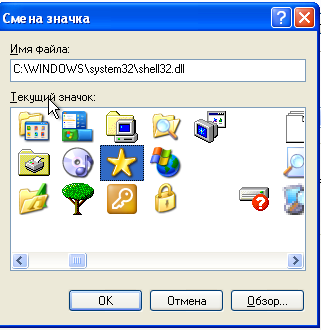 Смена значка
Имя файла:
C:\WINDOWS\system32\shell32.dll
Текущий значок:
OK
Отмена
Обзор...